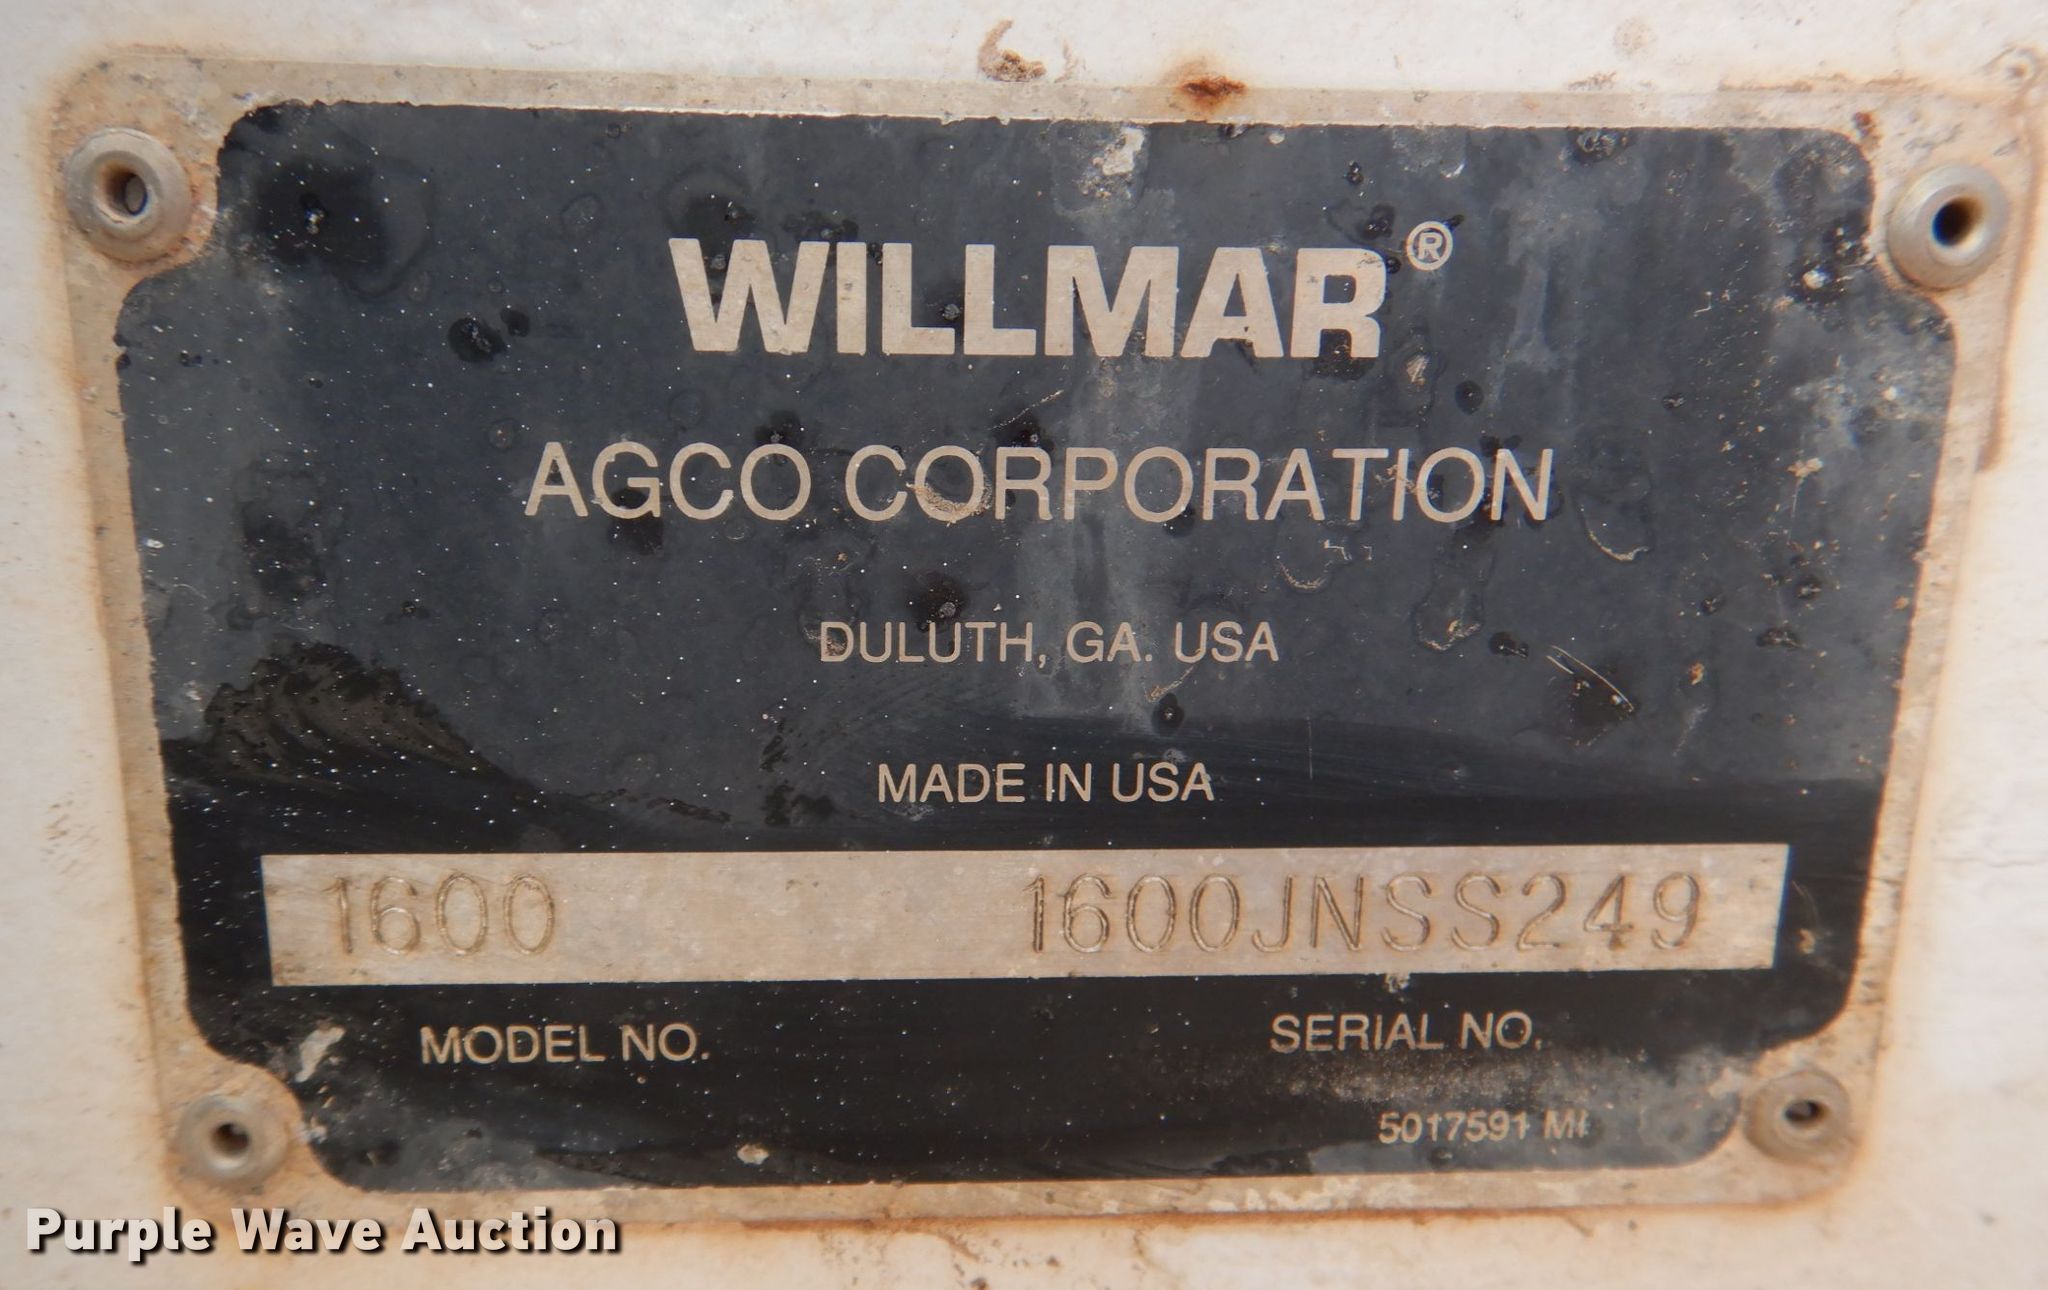 WILLMAR®
AGCO CORPORATION
DULUTH, GA. USA
MADE IN USA
1600 1600JNSS249
MODEL NO. SERIAL NO.
5017591
Purple Wave Auction